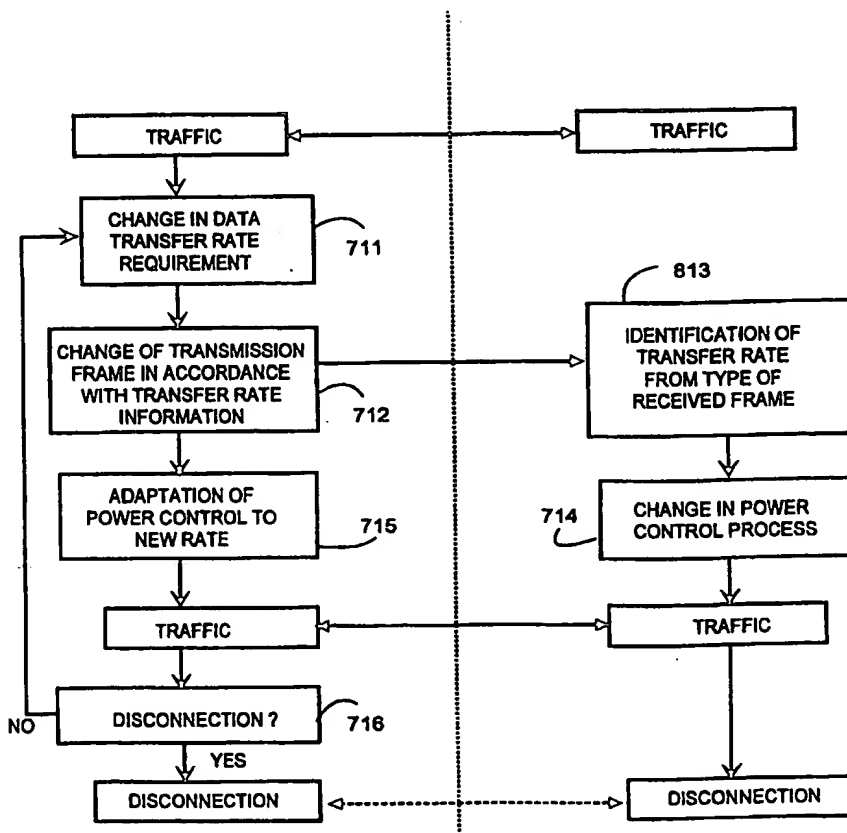 TRAFFIC
TRAFFIC
CHANGE IN DATA
TRANSFER RATE
REQUIREMENT
711
813
CHANGE OF TRANSMISSION
FRAME IN ACCORDANCE
WITH TRANSFER RATE
INFORMATION
712
IDENTIFICATION OF
TRANSFER RATE
FROM TYPE OF
RECEIVED FRAME
ADAPTATION OF
POWER CONTROL TO
NEW RATE
715
714
CHANGE IN POWER
CONTROL PROCESS
TRAFFIC
TRAFFIC
NO
DISCONNECTION ?
716
YES
DISCONNECTION
DISCONNECTION